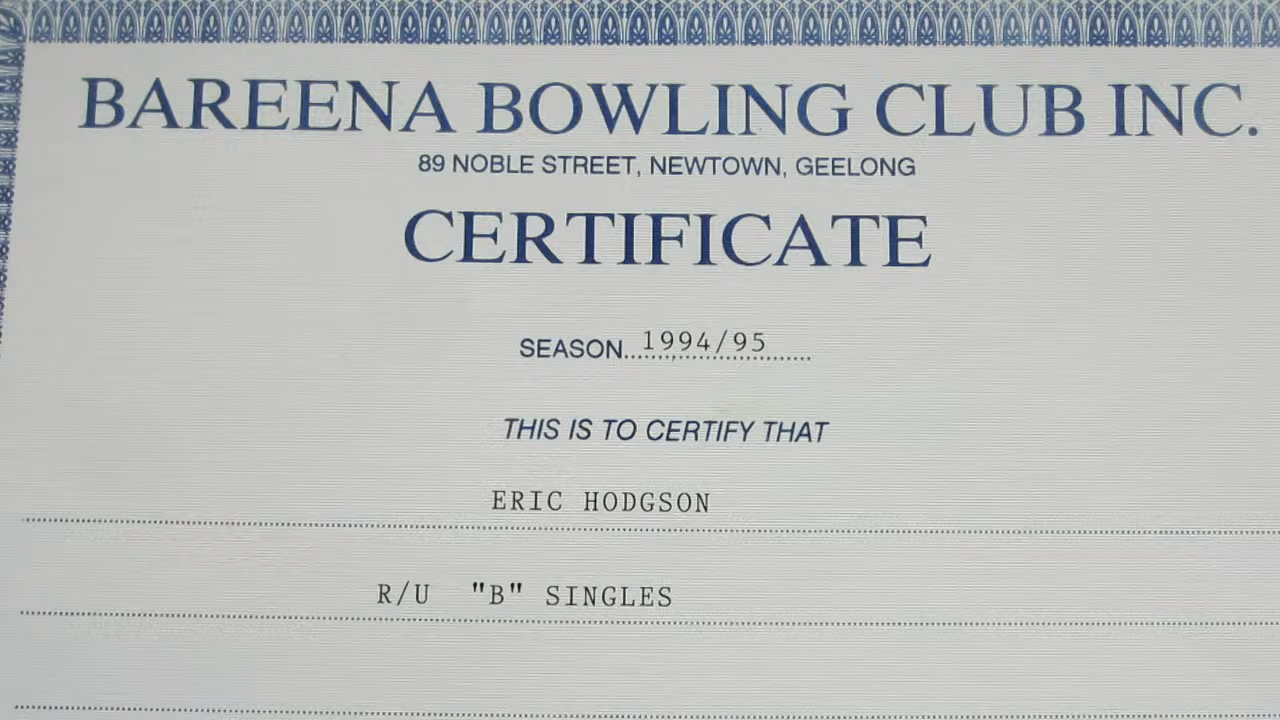 BAREENA BOWLING CLUB INC.
89 NOBLE STREET, NEWTOWN, GEELONG
CERTIFICATE
SEASON...1994/95......
THIS IS TO CERTIFY THAT
ERIC HODGSON
R/U "B" SINGLES